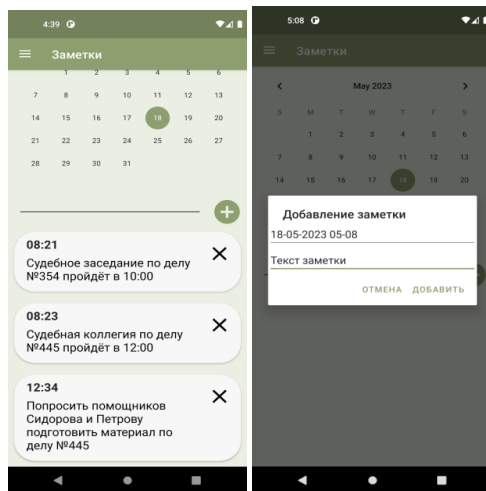 4:39
Заметки
1 2 3 4 5 6
7 8 9 10 11 12 13
14 15 16 17 18 19 20
21 22 23 24 25 26 27
28 29 30 31
08:21
Судебное заседание по делу
№354 пройдёт в 10:00
08:23
Судебная коллегия по делу
№445 пройдёт в 12:00
12:34
Попросить помощников
Сидорова и Петрову
подготовить материал по
делу №445
5:08
Заметки
May 2023
S M T W T F S
1 2 3 4 5 6
7 8 9 10 11 12 13
14 15 16 17 18 19 20
Добавление заметки
18-05-2023 05-08
Текст заметки
ОТМЕНА ДОБАВИТЬ